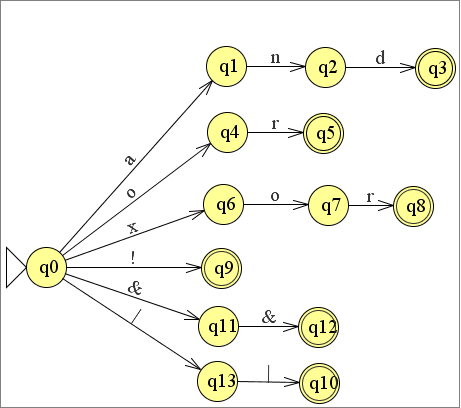 q1 n q2 d q3
a
q4 r q5
o
q6 o q7 r q8
x
q0 ! q9
&
q11 & q12
|
q13 | q10